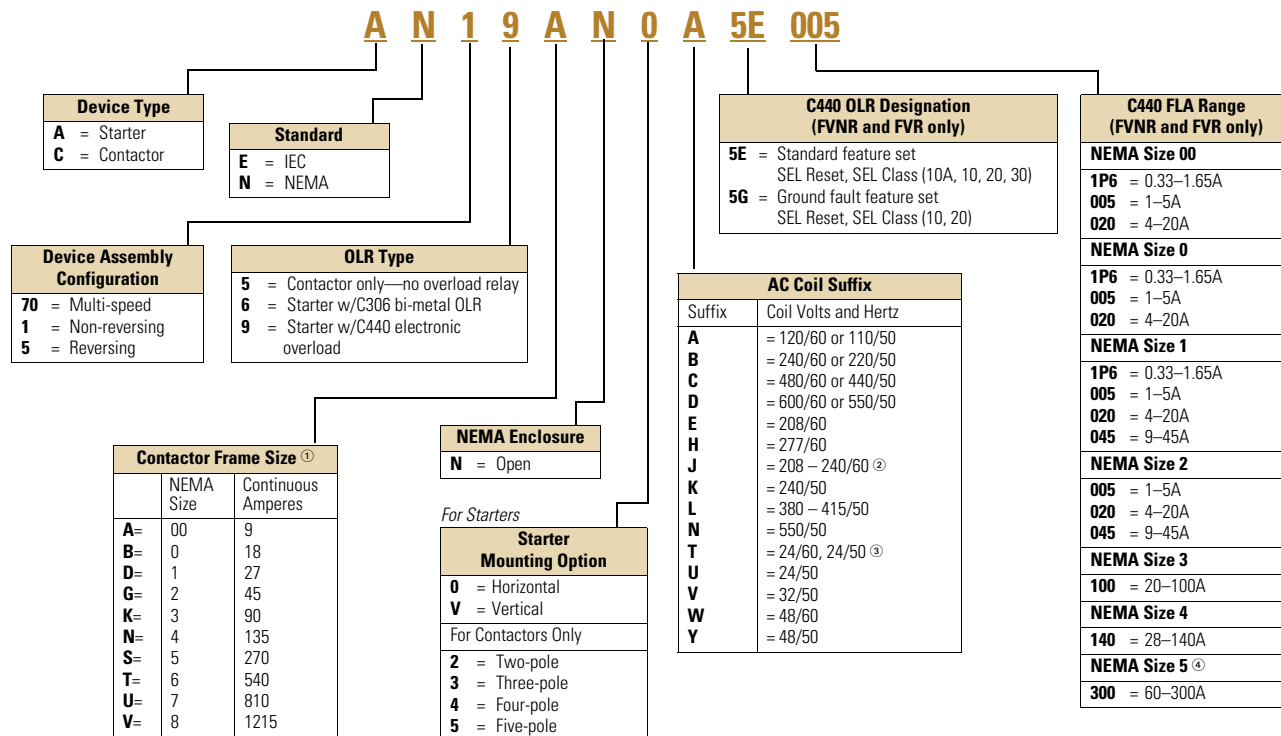 A N 1 9 A N 0 A 5E 005
Device Type
A = Starter
C = Contactor
Standard
E = IEC
N = NEMA
Device Assembly
Configuration
70 = Multi-speed
1 = Non-reversing
5 = Reversing
OLR Type
5 = Contactor only—no overload relay
6 = Starter w/C306 bi-metal OLR
9 = Starter w/C440 electronic
overload
Contactor Frame Size ①
NEMA Size Continuous Amperes
A= 00 9
B= 0 18
D= 1 27
G= 2 45
K= 3 90
N= 4 135
S= 5 270
T= 6 540
U= 7 810
V= 8 1215
NEMA Enclosure
N = Open
For Starters
Starter
Mounting Option
0 = Horizontal
V = Vertical
For Contactors Only
2 = Two-pole
3 = Three-pole
4 = Four-pole
5 = Five-pole
AC Coil Suffix
Suffix Coil Volts and Hertz
A = 120/60 or 110/50
B = 240/60 or 220/50
C = 480/60 or 440/50
D = 600/60 or 550/50
E = 208/60
H = 277/60
J = 208 – 240/60 ②
K = 240/50
L = 380 – 415/50
N = 550/50
T = 24/60, 24/50 ③
U = 24/50
V = 32/50
W = 48/60
Y = 48/50
C440 OLR Designation
(FVNR and FVR only)
5E = Standard feature set
SEL Reset, SEL Class (10A, 10, 20, 30)
5G = Ground fault feature set
SEL Reset, SEL Class (10, 20)
C440 FLA Range
(FVNR and FVR only)
NEMA Size 00
1P6 = 0.33–1.65A
005 = 1–5A
020 = 4–20A
NEMA Size 0
1P6 = 0.33–1.65A
005 = 1–5A
020 = 4–20A
NEMA Size 1
1P6 = 0.33–1.65A
005 = 1–5A
020 = 4–20A
045 = 9–45A
NEMA Size 2
005 = 1–5A
020 = 4–20A
045 = 9–45A
NEMA Size 3
100 = 20–100A
NEMA Size 4
140 = 28–140A
NEMA Size 5 ④
300 = 60–300A